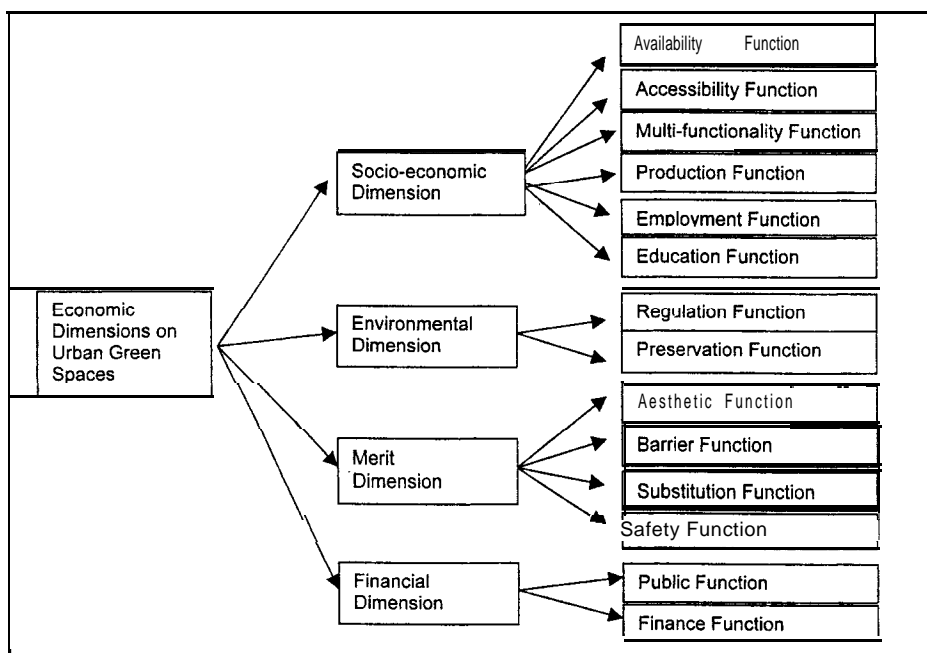 Economic
Dimensions on
Urban Green
Spaces
Socio-economic
Dimension
Availability Function
Accessibility Function
Multi-functionality Function
Production Function
Employment Function
Education Function
Environmental
Dimension
Regulation Function
Preservation Function
Merit
Dimension
Aesthetic Function
Barrier Function
Substitution Function
Safety Function
Financial
Dimension
Public Function
Finance Function